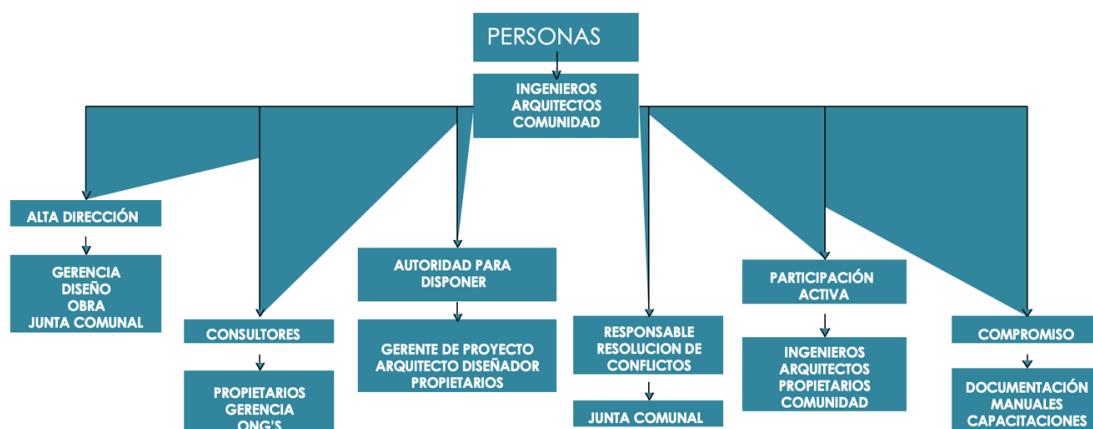 PERSONAS
INGENIEROS
ARQUITECTOS
COMUNIDAD
ALTA DIRECCIÓN
GERENCIA
DISEÑO
OBRA
JUNTA COMUNAL
CONSULTORES
PROPIETARIOS
GERENCIA
ONG'S
AUTORIDAD PARA
DISPONER
GERENTE DE PROYECTO
ARQUITECTO DISEÑADOR
PROPIETARIOS
RESPONSABLE
RESOLUCION DE
CONFLICTOS
JUNTA COMUNAL
PARTICIPACIÓN
ACTIVA
INGENIEROS
ARQUITECTOS
PROPIETARIOS
COMUNIDAD
COMPROMISO
DOCUMENTACIÓN
MANUALES
CAPACITACIONES